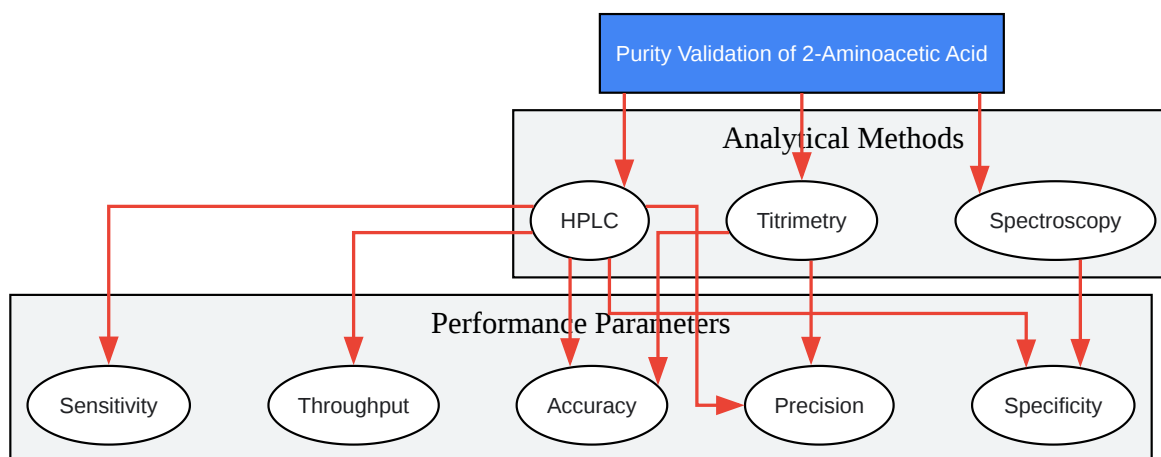 Purity Validation of 2-Aminoacetic Acid
Analytical Methods
HPLC
Titrimetry
Spectroscopy
Performance Parameters
Sensitivity
Throughput
Accuracy
Precision
Specificity